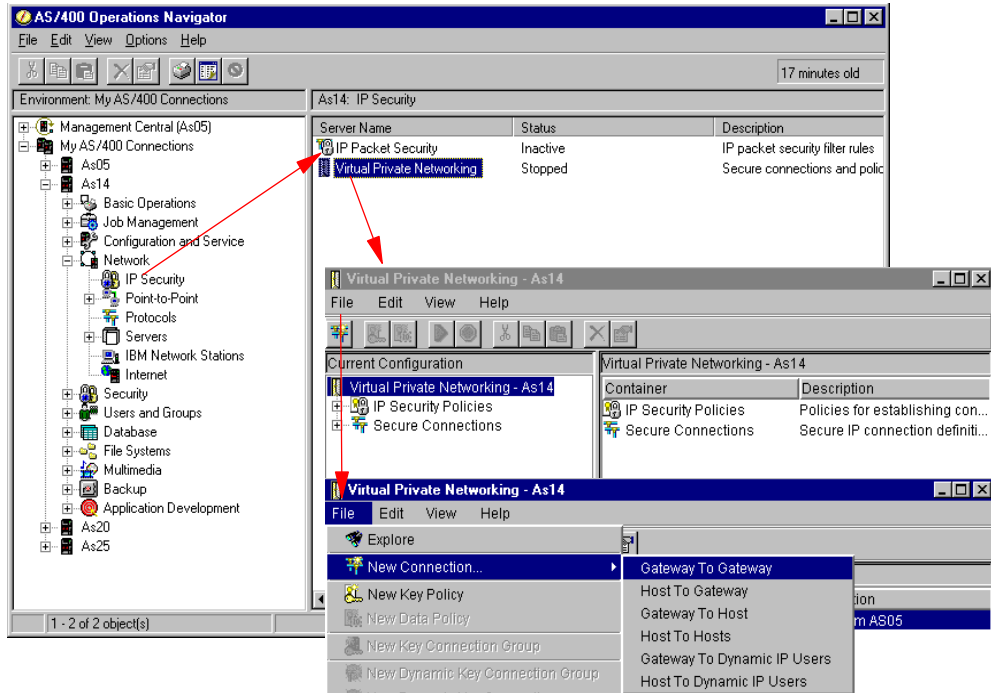 AS/400 Operations Navigator
File Edit View Options Help
17 minutes old
Environment: My AS/400 Connections
As14: IP Security
Management Central (As05)
My AS/400 Connections
As05
As14
Basic Operations
Job Management
Configuration and Service
Network
IP Security
Point-to-Point
Protocols
Servers
IBM Network Stations
Internet
Security
Users and Groups
Database
File Systems
Multimedia
Backup
Application Development
As20
As25
Server Name Status Description
IP Packet Security Inactive IP packet security filter rules
Virtual Private Networking Stopped Secure connections and polic
1 - 2 of 2 object(s)
Virtual Private Networking - As14
File Edit View Help
Current Configuration
Virtual Private Networking - As14
IP Security Policies
Secure Connections
Virtual Private Networking - As14
Container Description
IP Security Policies Policies for establishing con...
Secure Connections Secure IP connection definiti...
Virtual Private Networking - As14
File Edit View Help
Explore
New Connection...
New Key Policy
New Data Policy
New Key Connection Group
New Dynamic Key Connection Group
Gateway To Gateway
Host To Gateway
Gateway To Host
Host To Hosts
Gateway To Dynamic IP Users
Host To Dynamic IP Users
tion
m AS05